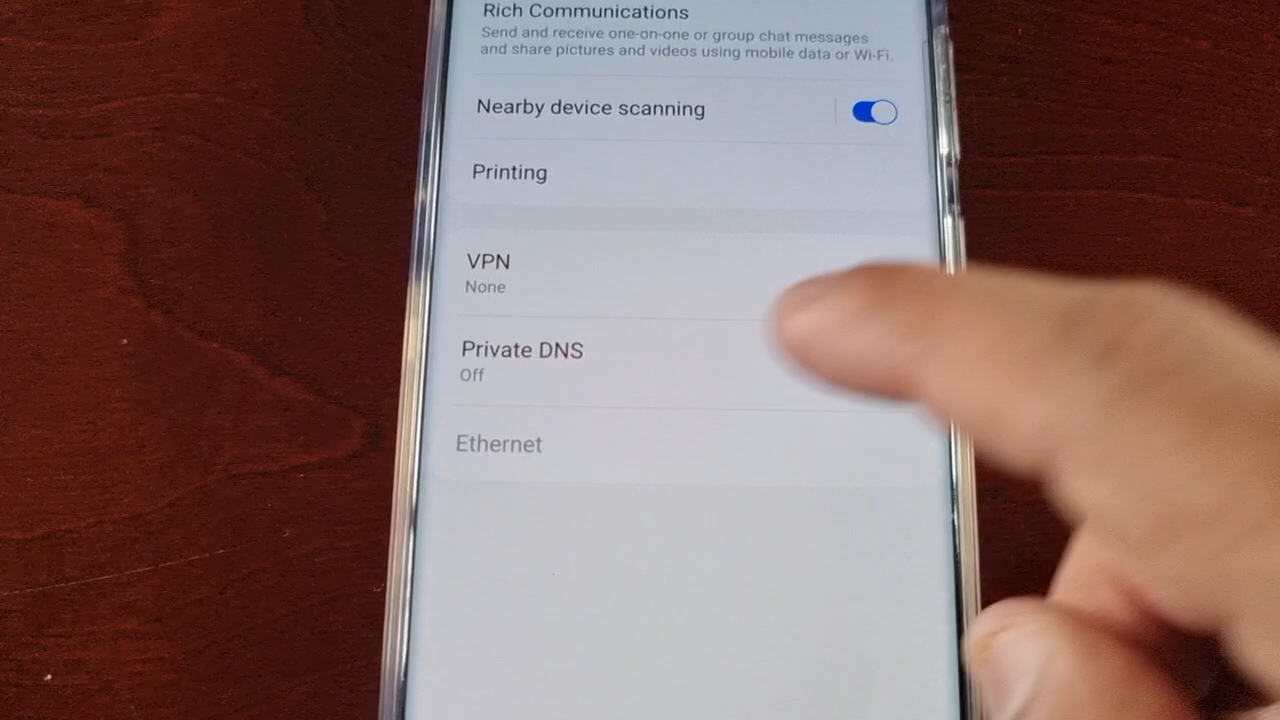 Rich Communications
Send and receive one-on-one or group chat messages
and share pictures and videos using mobile data or Wi-Fi.
Nearby device scanning
Printing
VPN
None
Private DNS
Off
Ethernet